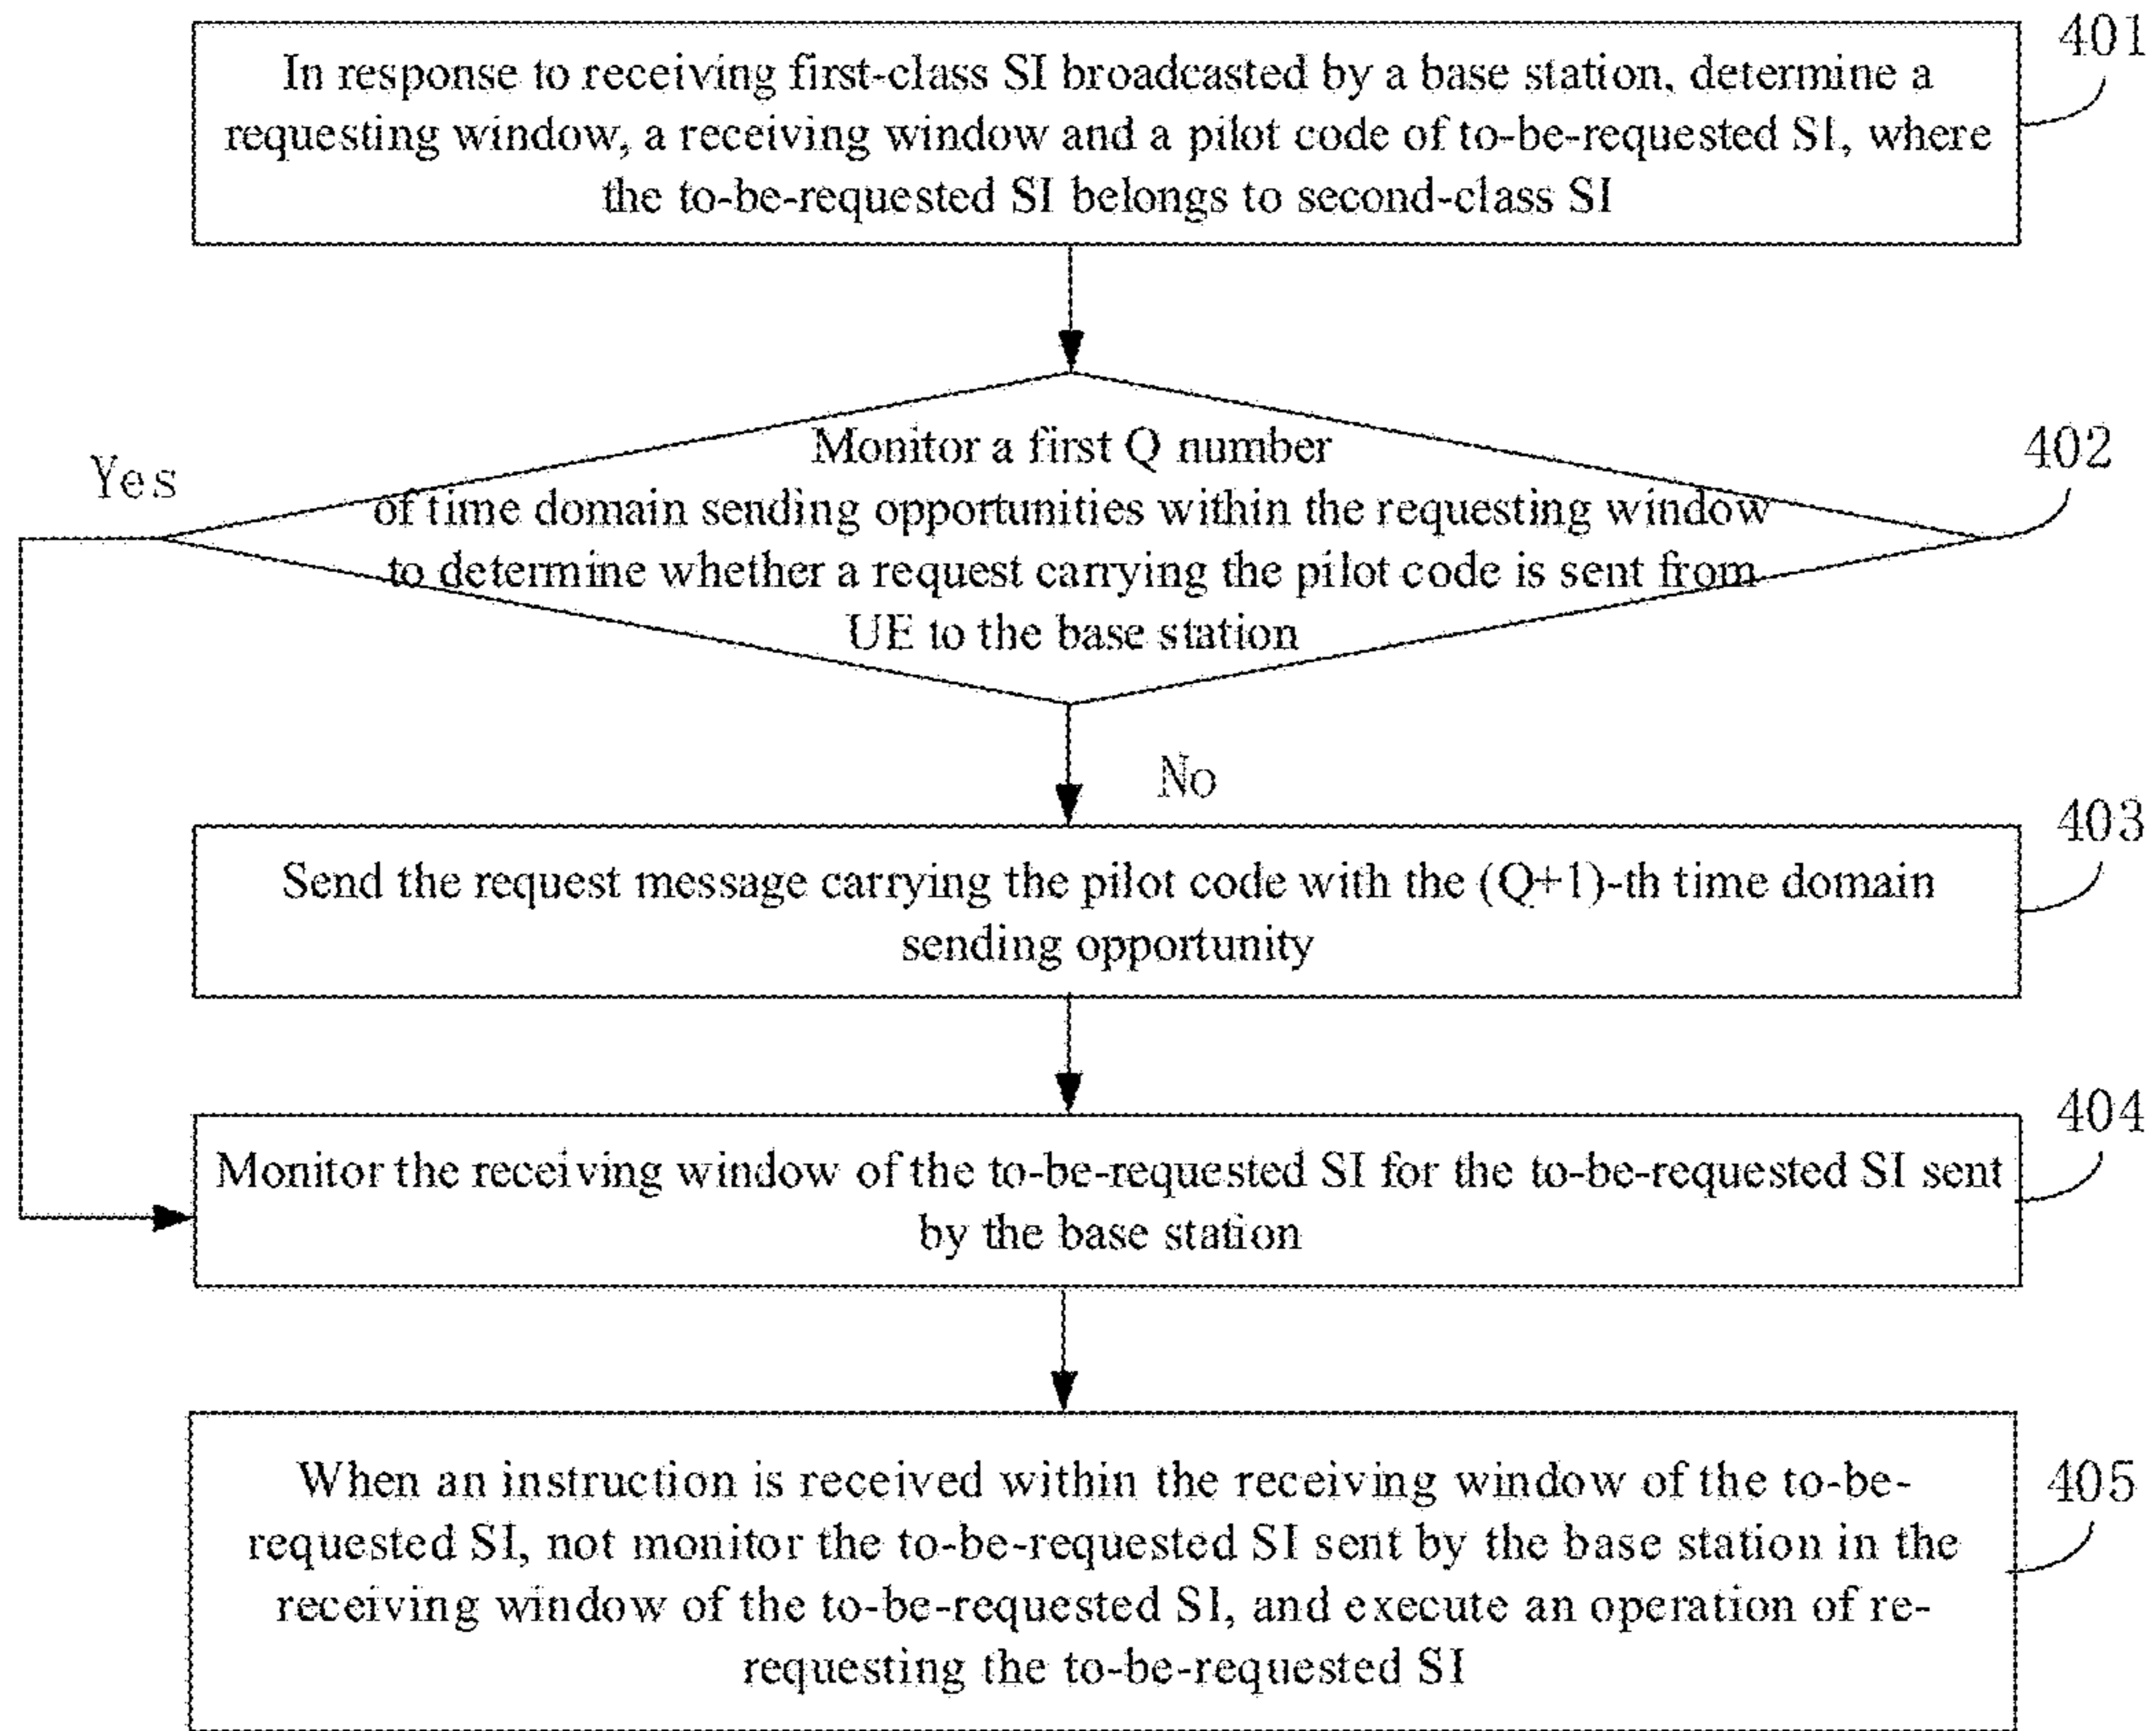 401
In response to receiving first-class SI broadcasted by a base station, determine a
requesting window, a receiving window and a pilot code of to-be-requested SI, where
the to-be-requested SI belongs to second-class SI
Yes
402
Monitor a first Q number
of time domain sending opportunities within the requesting window
to determine whether a request carrying the pilot code is sent from
UE to the base station
No
403
Send the request message carrying the pilot code with the (Q+1)-th time domain
sending opportunity
404
Monitor the receiving window of the to-be-requested SI for the to-be-requested SI sent
by the base station
405
When an instruction is received within the receiving window of the to-be-
requested SI, not monitor the to-be-requested SI sent by the base station in the
receiving window of the to-be-requested SI, and execute an operation of re-
requesting the to-be-requested SI